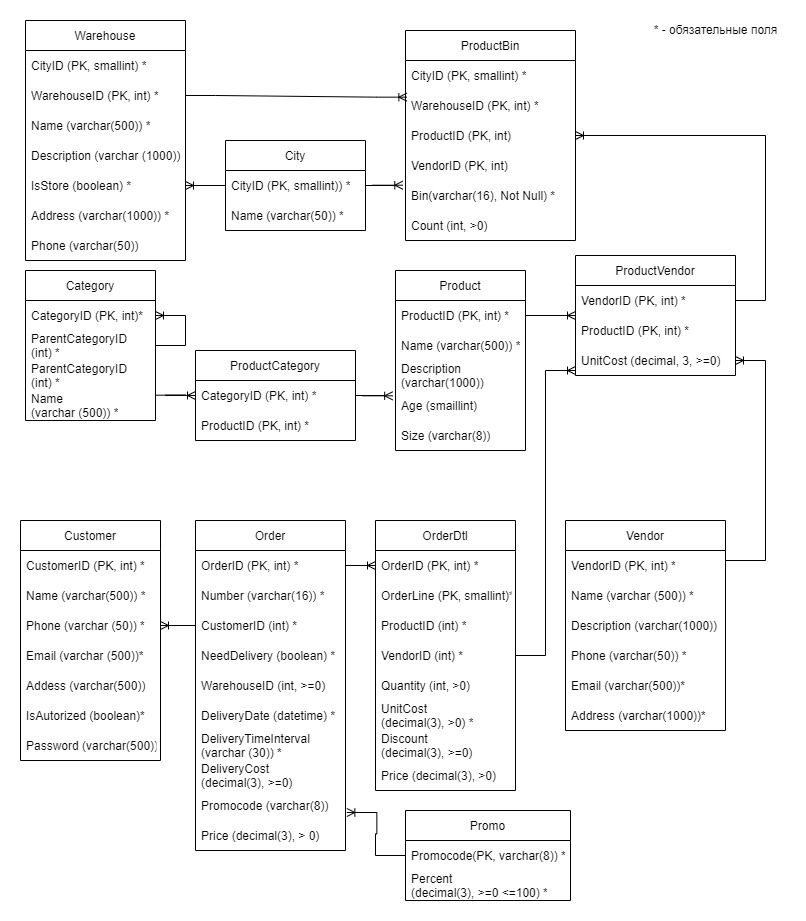 * - обязательные поля
Warehouse
CityID (PK, smallint) *
WarehouseID (PK, int) *
Name (varchar(500)) *
Description (varchar (1000))
IsStore (boolean) *
Address (varchar(1000)) *
Phone (varchar(50))
City
CityID (PK, smallint)) *
Name (varchar(50)) *
ProductBin
CityID (PK, smallint) *
WarehouseID (PK, int) *
ProductID (PK, int)
VendorID (PK, int)
Bin(varchar(16), Not Null) *
Count (int, >0)
Category
CategoryID (PK, int)*
ParentCategoryID
(int) *
ParentCategoryID
(int) *
Name
(varchar (500)) *
ProductCategory
CategoryID (PK, int) *
ProductID (PK, int) *
Product
ProductID (PK, int) *
Name (varchar(500)) *
Description
(varchar(1000))
Age (smaillint)
Size (varchar(8))
ProductVendor
VendorID (PK, int) *
ProductID (PK, int) *
UnitCost (decimal, 3, >=0)
Customer
CustomerID (PK, int) *
Name (varchar(500)) *
Phone (varchar (50)) *
Email (varchar (500))*
Addess (varchar(500))
IsAutorized (boolean)*
Password (varchar(500))
Order
OrderID (PK, int) *
Number (varchar(16)) *
CustomerID (int) *
NeedDelivery (boolean) *
WarehouseID (int, >=0)
DeliveryDate (datetime) *
DeliveryTimeInterval
(varchar (30)) *
DeliveryCost
(decimal(3), >=0)
Promocode (varchar(8))
Price (decimal(3), > 0)
OrderDtl
OrderID (PK, int) *
OrderLine (PK, smallint)*
ProductID (int) *
VendorID (int) *
Quantity (int, >0)
UnitCost
(decimal(3), >0) *
Discount
(decimal(3), >=0)
Price (decimal(3), >0)
Vendor
VendorID (PK, int) *
Name (varchar (500)) *
Description (varchar(1000))
Phone (varchar(50)) *
Email (varchar(500))*
Address (varchar(1000))*
Promo
Promocode(PK, varchar(8)) *
Percent
(decimal(3), >=0 <=100) *